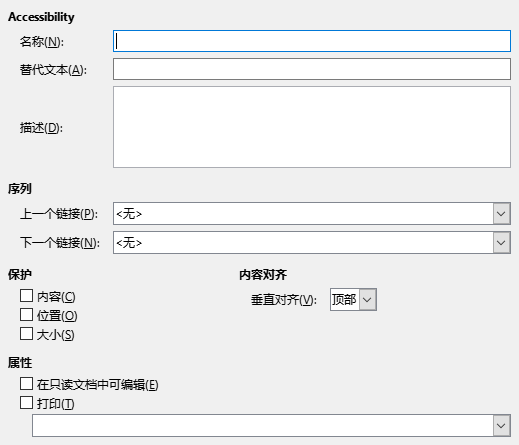 Accessibility
名称(N):
替代文本(A):
描述(D):
序列
上一个链接(P):
<无>
下一个链接(N):
<无>
保护
内容对齐
内容(C)
垂直对齐(V):
顶部
位置(O)
大小(S)
属性
在只读文档中可编辑(E)
打印(T)